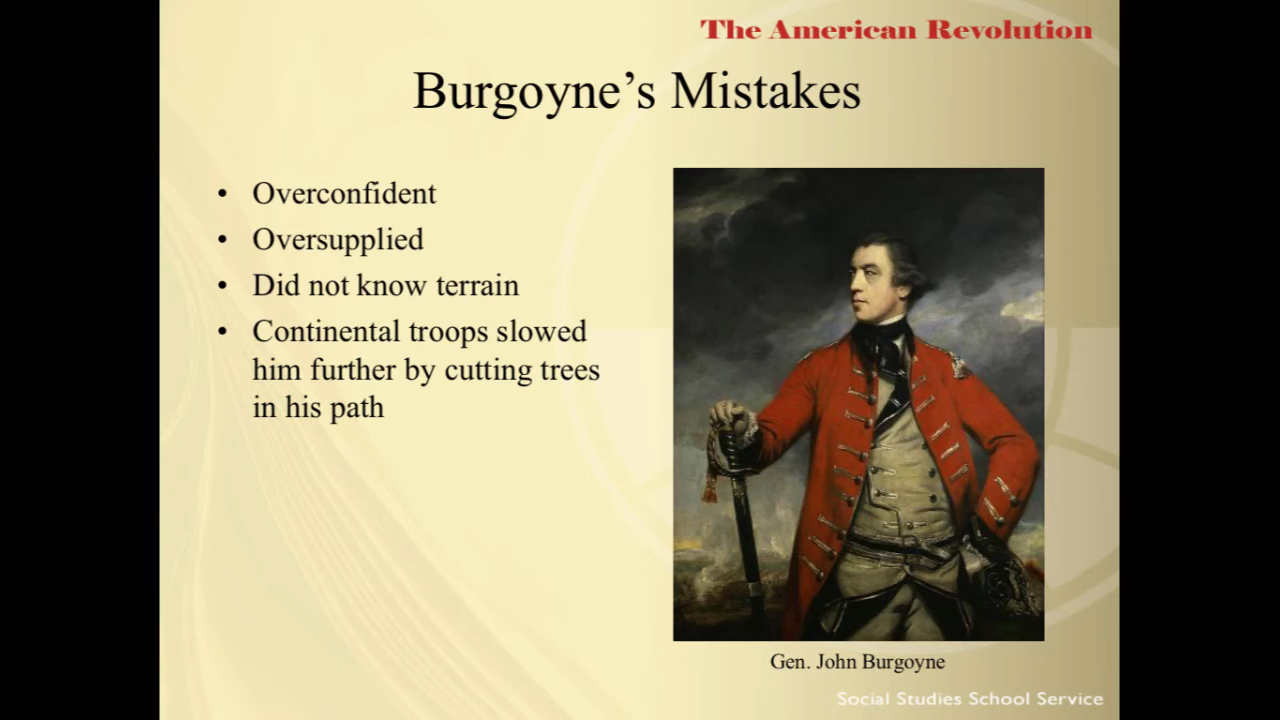 The American Revolution
Burgoyne’s Mistakes
• Overconfident
• Oversupplied
• Did not know terrain
• Continental troops slowed
him further by cutting trees
in his path
Gen. John Burgoyne
Social Studies School Service